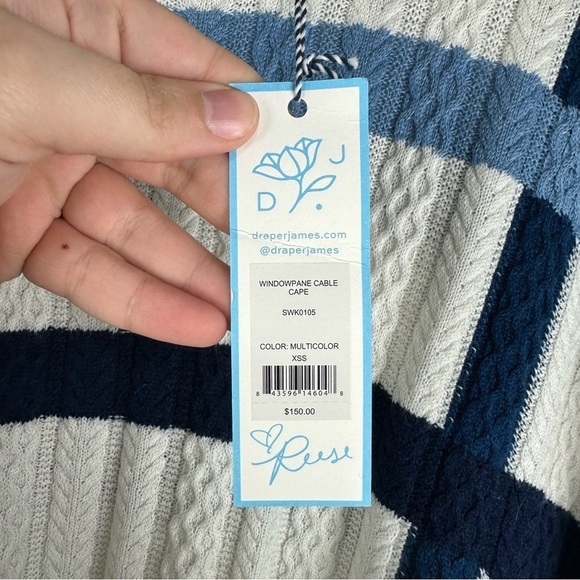 D J
draperjames.com
@draperjames
WINDOWPANE CABLE
CAPE
SWK0105
COLOR: MULTICOLOR
XSS
8 43596 14604 8
$150.00
Reese